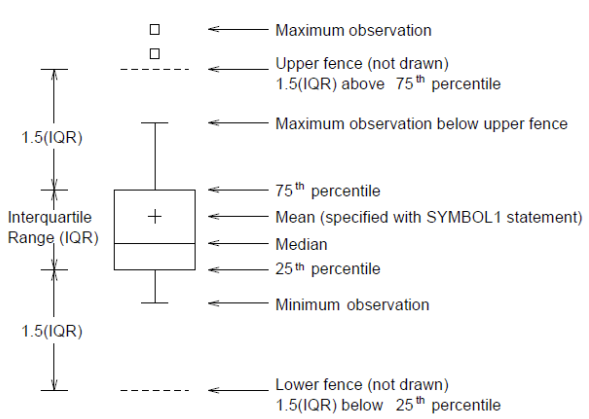 Maximum observation
Upper fence (not drawn)
1.5(IQR) above 75th percentile
Maximum observation below upper fence
1.5(IQR)
75th percentile
Interquartile
Range (IQR)
Mean (specified with SYMBOL1 statement)
Median
25th percentile
Minimum observation
1.5(IQR)
Lower fence (not drawn)
1.5(IQR) below 25th percentile